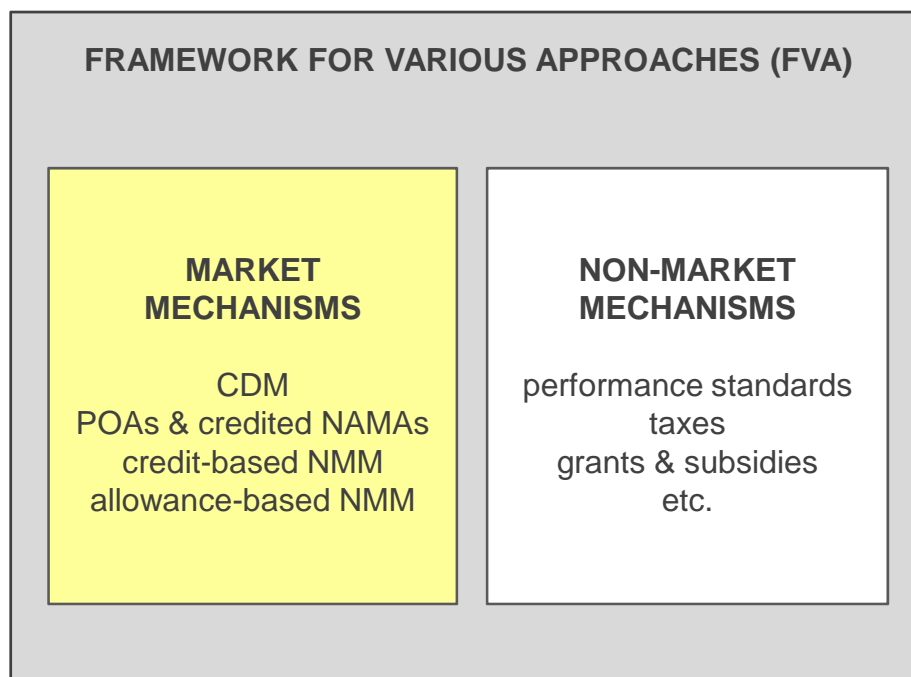 FRAMEWORK FOR VARIOUS APPROACHES (FVA)
MARKET
MECHANISMS
CDM
POAs & credited NAMAs
credit-based NMM
allowance-based NMM
NON-MARKET
MECHANISMS
performance standards
taxes
grants & subsidies
etc.